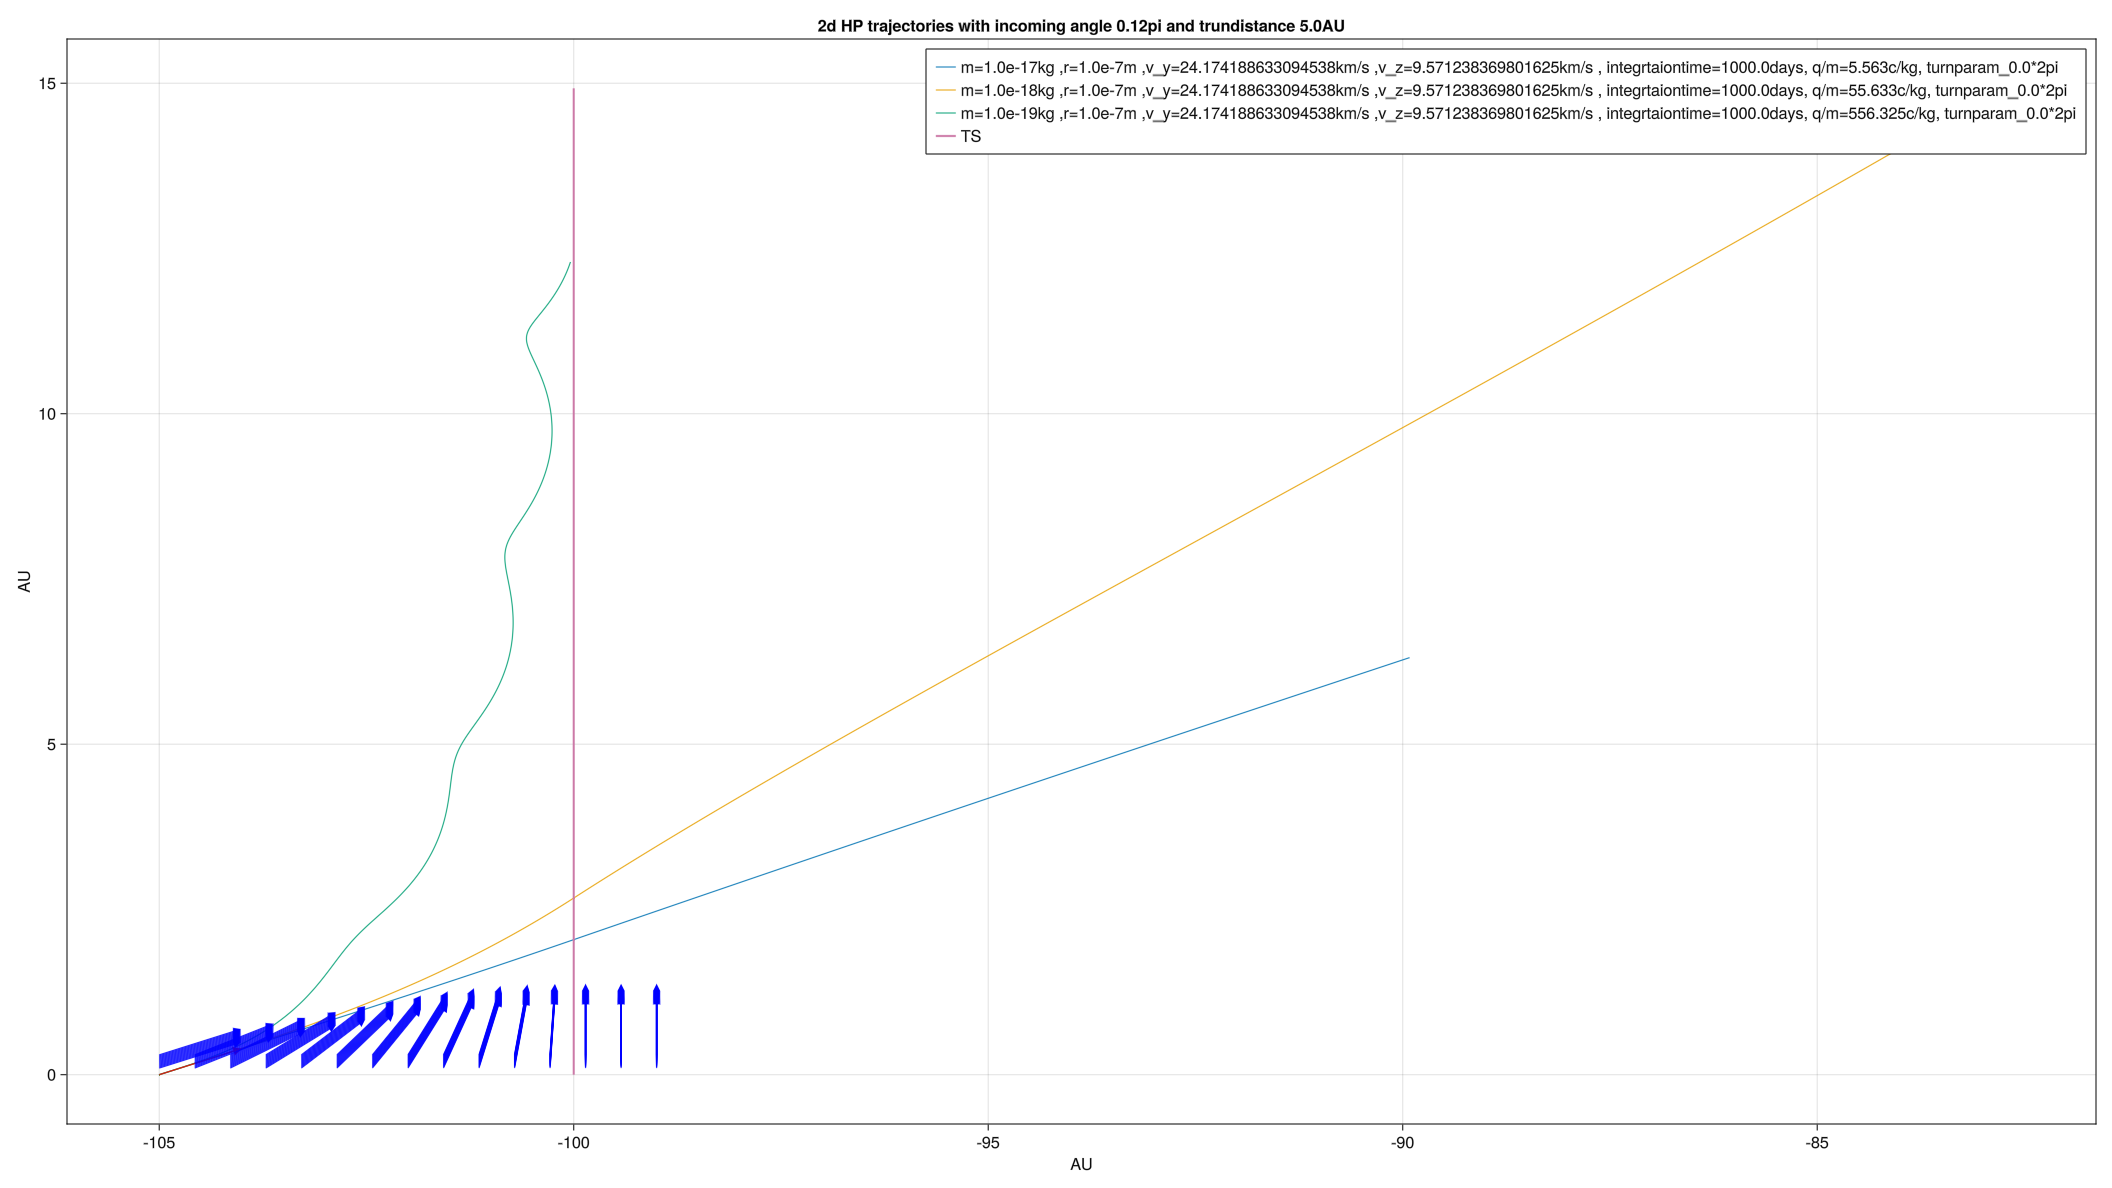 2d HP trajectories with incoming angle 0.12pi and trundistance 5.0AU
m=1.0e-17kg ,r=1.0e-7m ,v_y=24.174188633094538km/s ,v_z=9.571238369801625km/s , integrtaiontime=1000.0days, q/m=5.563c/kg, turnparam_0.0*2pi
m=1.0e-18kg ,r=1.0e-7m ,v_y=24.174188633094538km/s ,v_z=9.571238369801625km/s , integrtaiontime=1000.0days, q/m=55.633c/kg, turnparam_0.0*2pi
m=1.0e-19kg ,r=1.0e-7m ,v_y=24.174188633094538km/s ,v_z=9.571238369801625km/s , integrtaiontime=1000.0days, q/m=556.325c/kg, turnparam_0.0*2pi
TS
15
10
5
0
AU
-105
-100
-95
-90
-85
AU